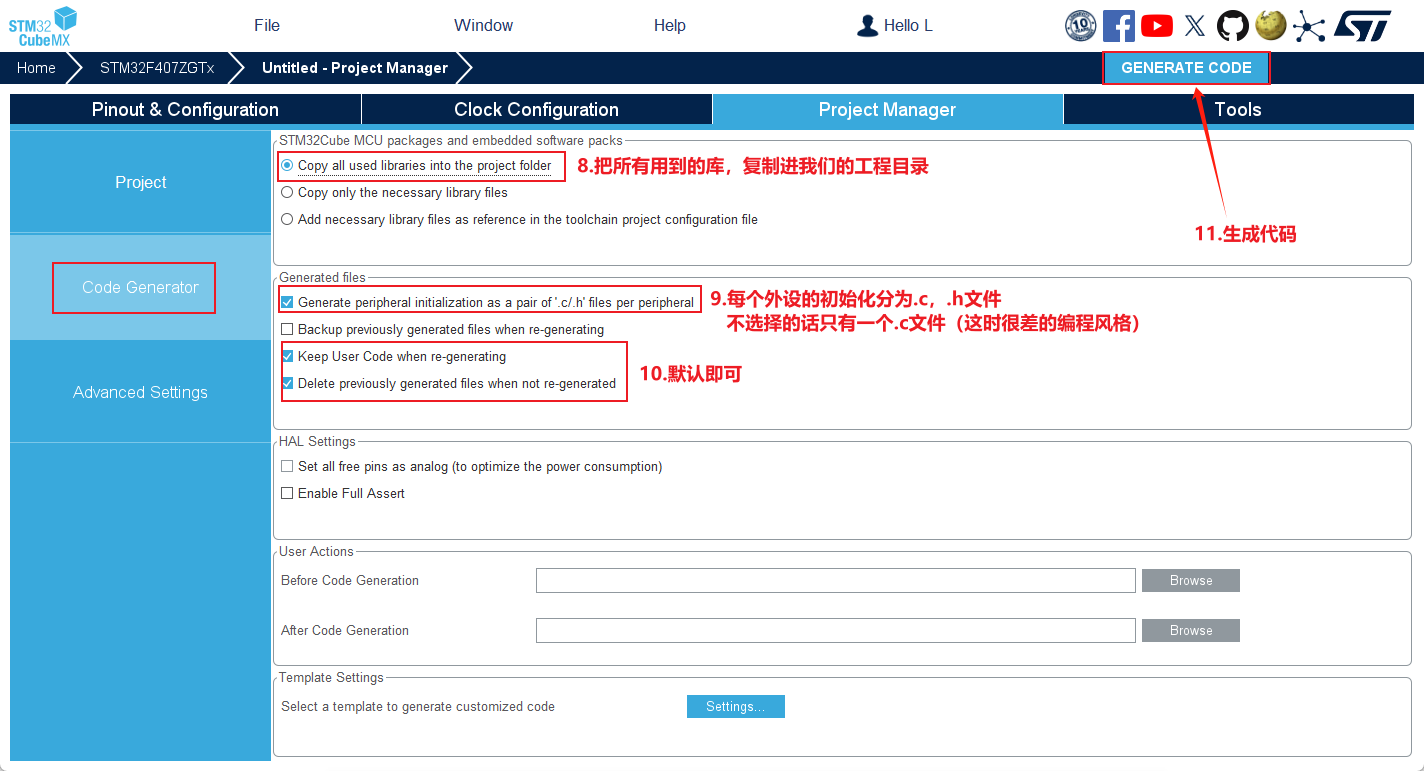 STM32
CubeMX
File
Window
Help
Hello L
10
Home
STM32F407ZGTx
Untitled - Project Manager
GENERATE CODE
Pinout & Configuration
Clock Configuration
Project Manager
Tools
STM32Cube MCU packages and embedded software packs
Copy all used libraries into the project folder
8.把所有用到的库，复制进我们的工程目录
Copy only the necessary library files
Add necessary library files as reference in the toolchain project configuration file
11.生成代码
Project
Code Generator
Advanced Settings
Generated files
Generate peripheral initialization as a pair of '.c/.h' files per peripheral
9.每个外设的初始化分为.c，.h文件
不选择的话只有一个.c文件（这时很差的编程风格）
Backup previously generated files when re-generating
Keep User Code when re-generating
Delete previously generated files when not re-generated
10.默认即可
HAL Settings
Set all free pins as analog (to optimize the power consumption)
Enable Full Assert
User Actions
Before Code Generation
Browse
After Code Generation
Browse
Template Settings
Select a template to generate customized code
Settings...